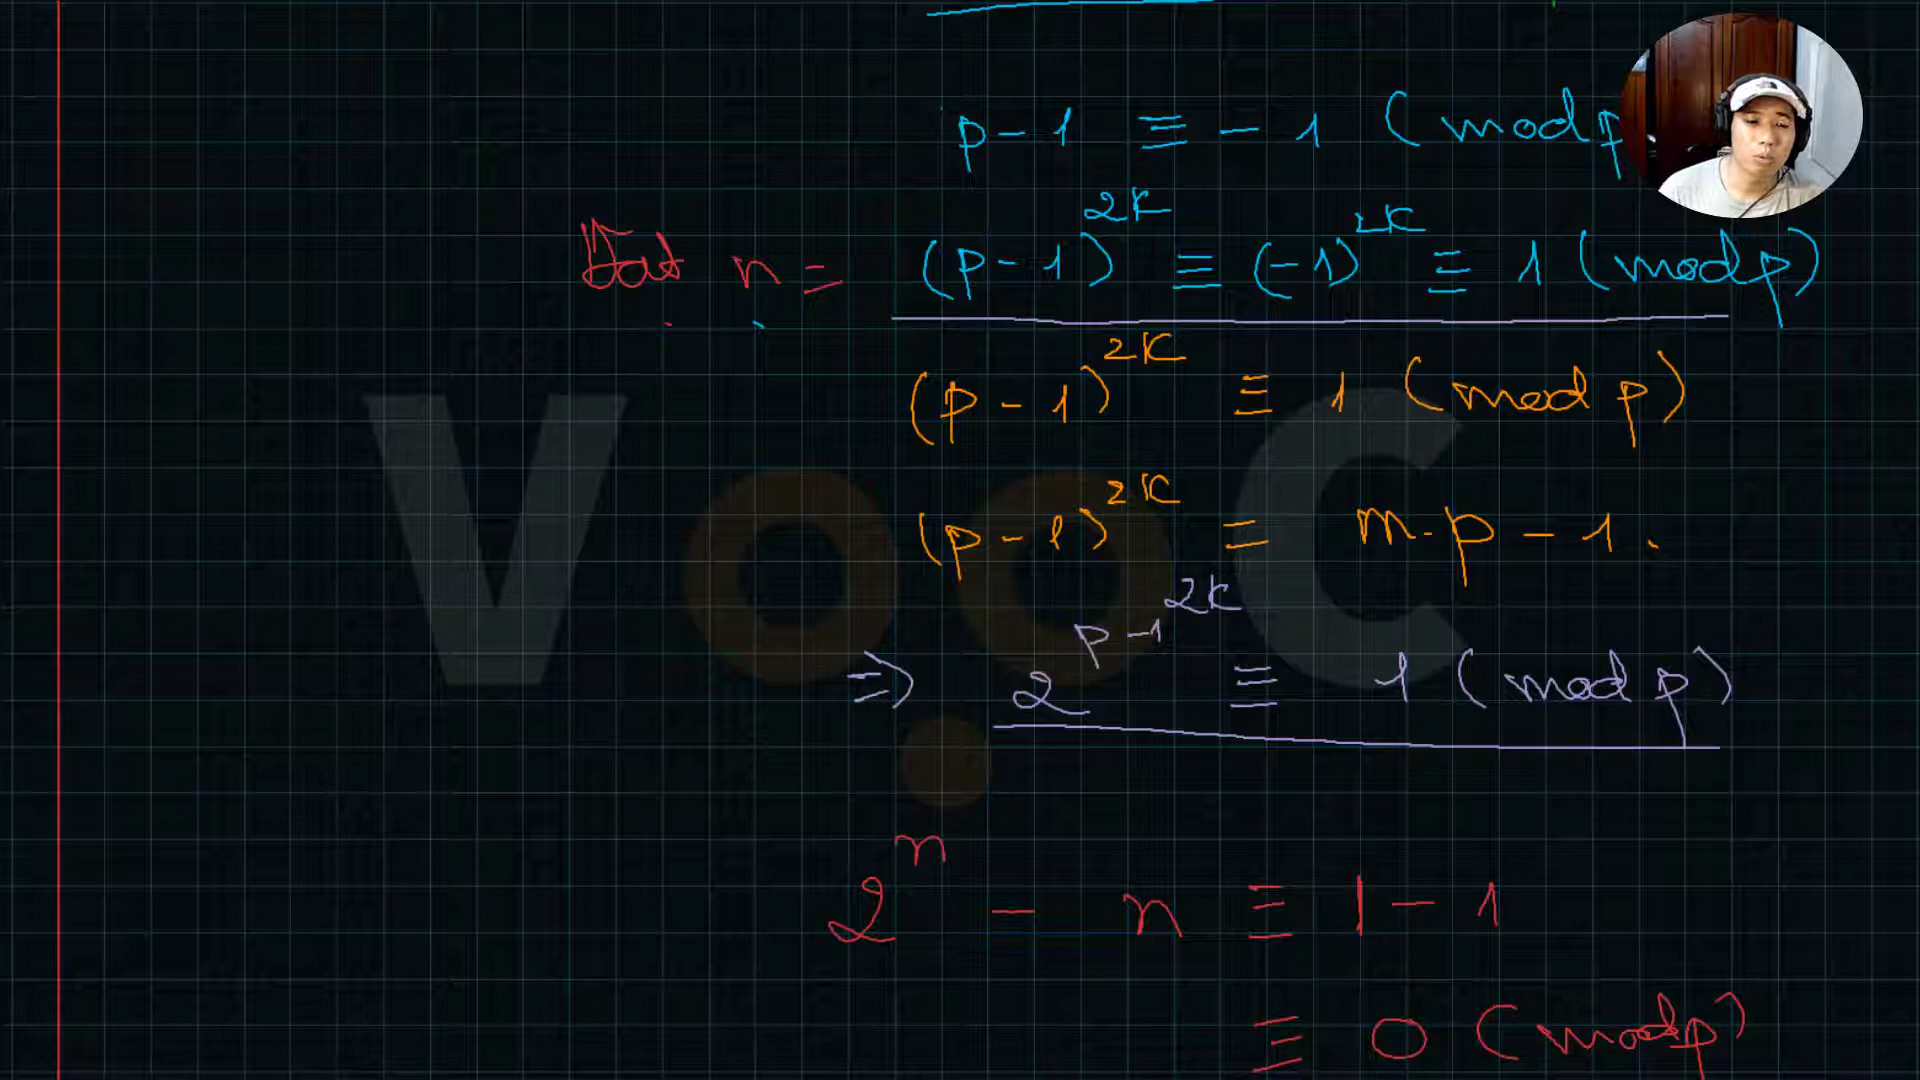 p - 1 ≡ - 1 (mod p
Đặt n = (p - 1)^2K ≡ (-1)^2K ≡ 1 (mod p)
(p - 1)^2K ≡ 1 (mod p)
(p - 1)^2K = m.p - 1.
=> 2^p-1^2K ≡ 1 (mod p)
2^n - n ≡ 1 - 1
≡ 0 (mod p)
VooC